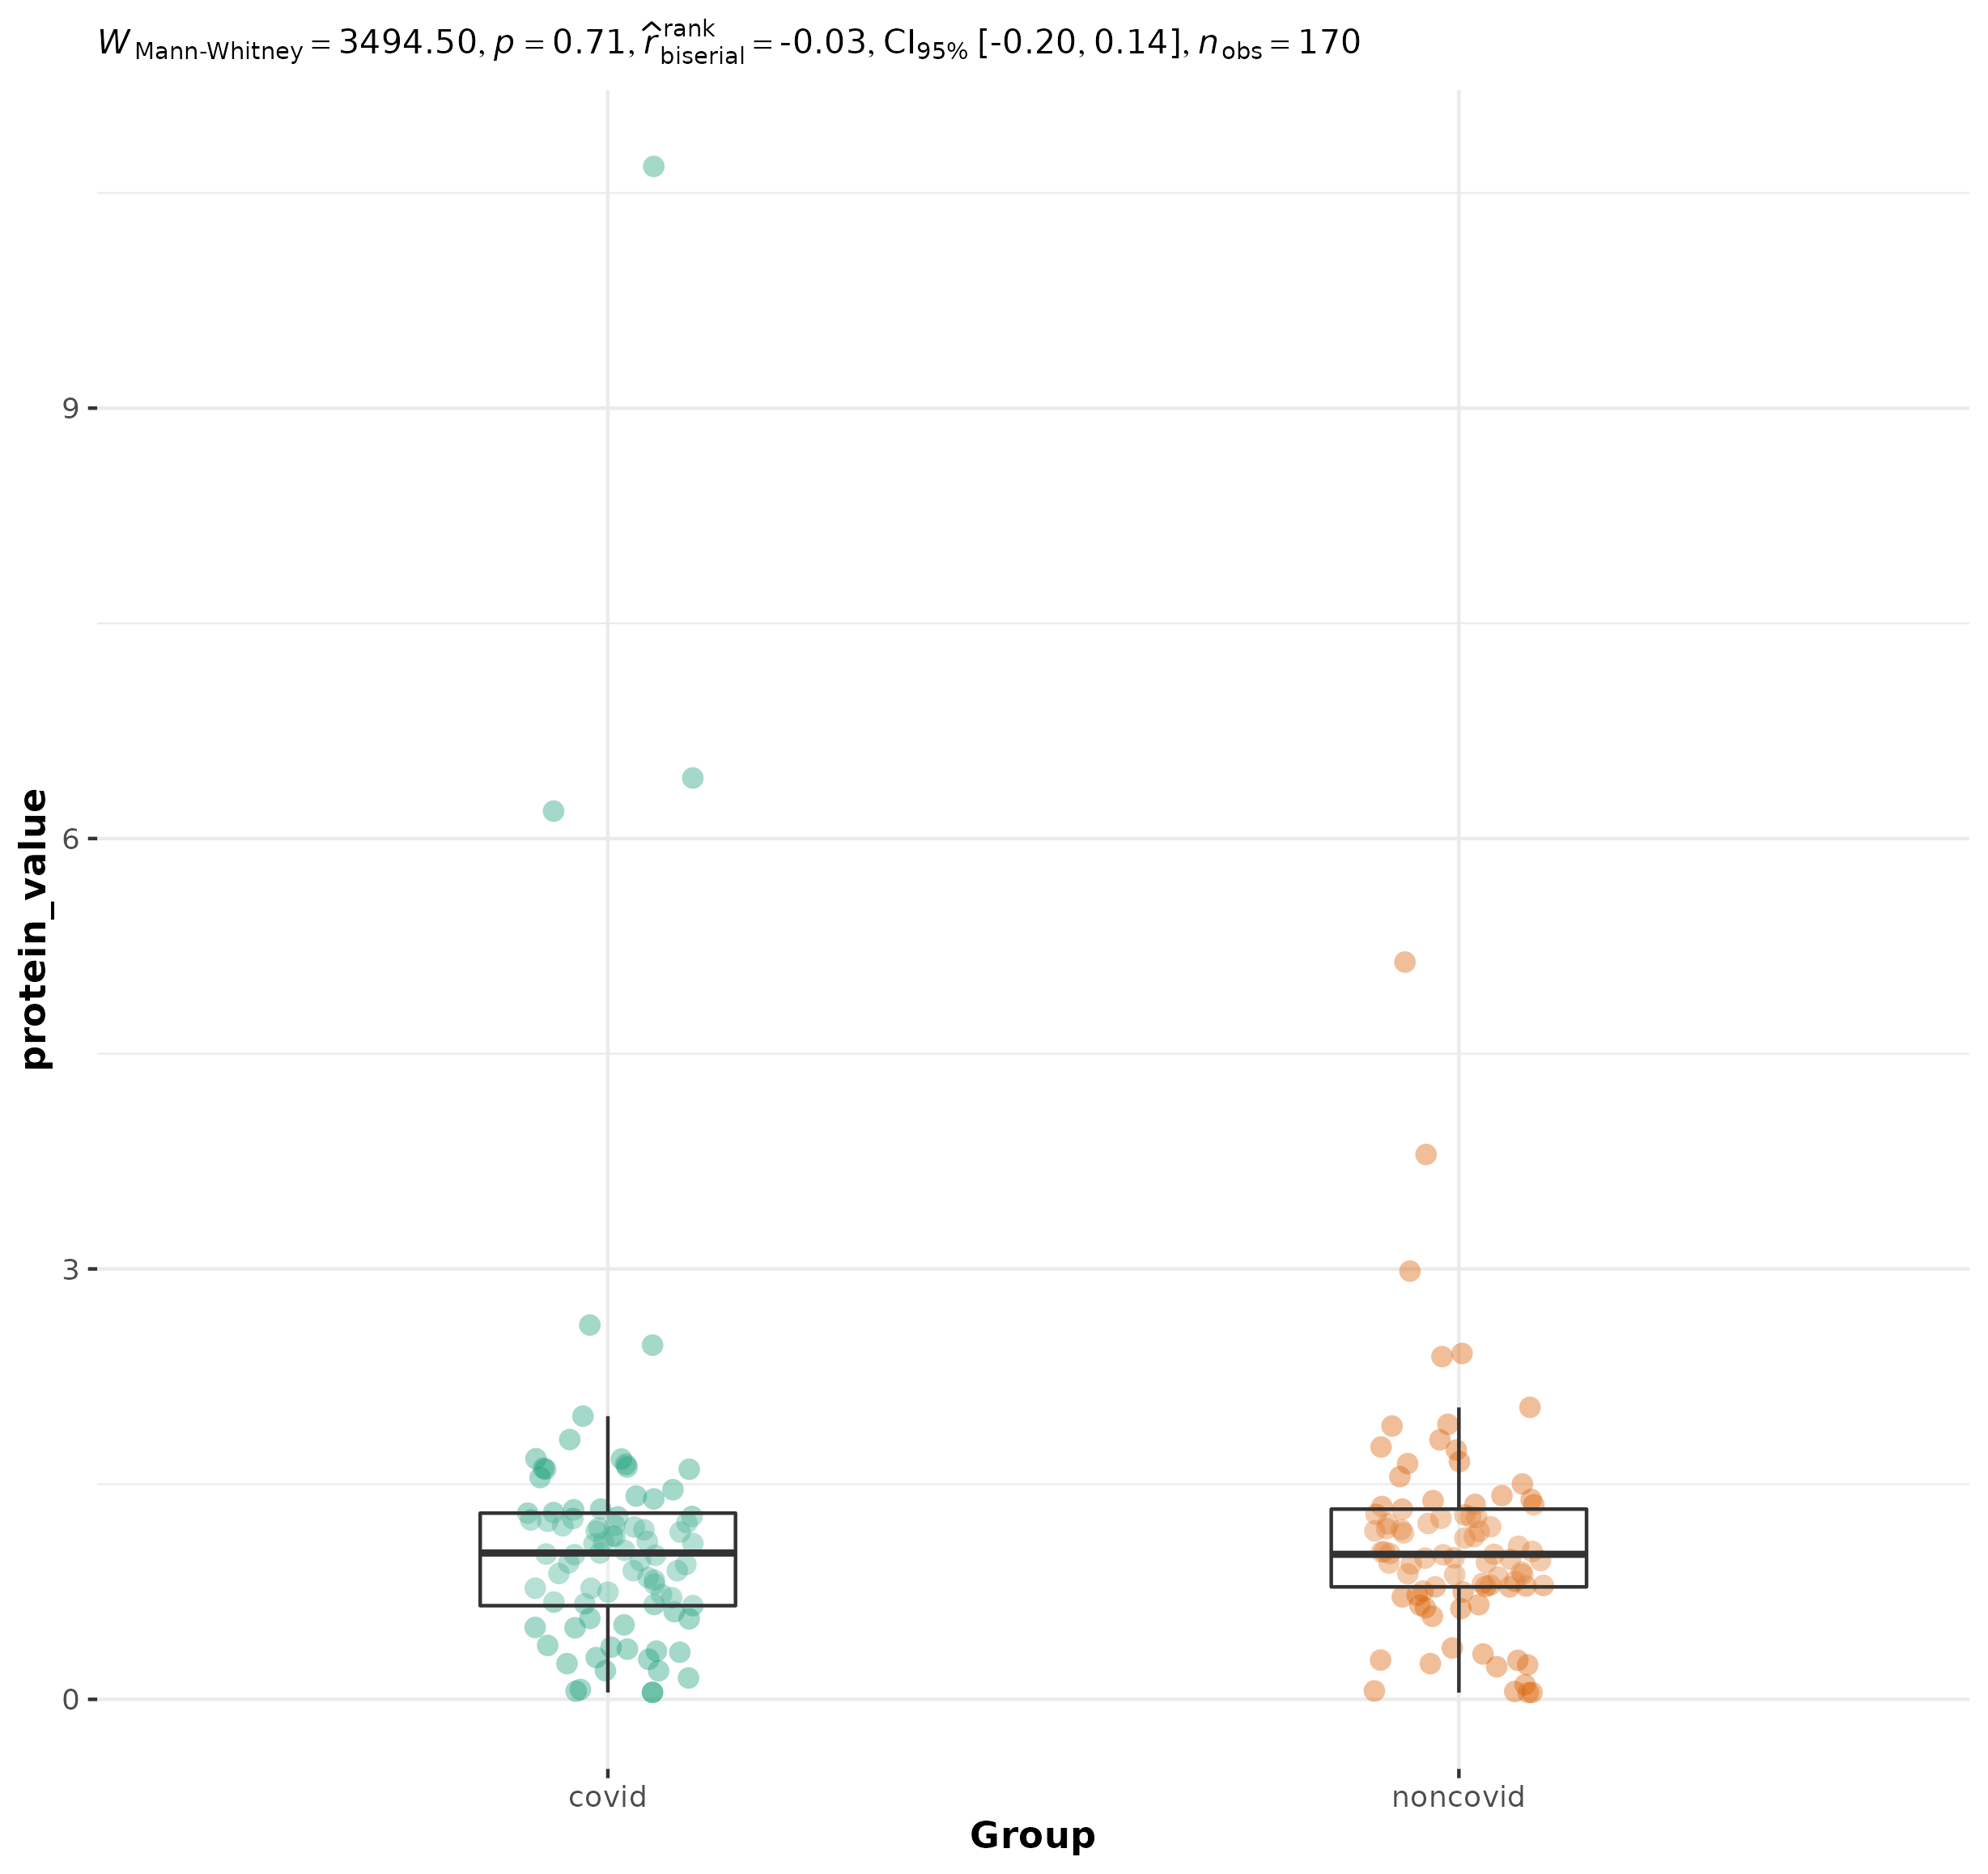 W Mann-Whitney = 3494.50, p = 0.71, r̂ rank biserial = -0.03, CI95% [-0.20, 0.14], nobs = 170
9
6
3
0
protein_value
covid noncovid
Group